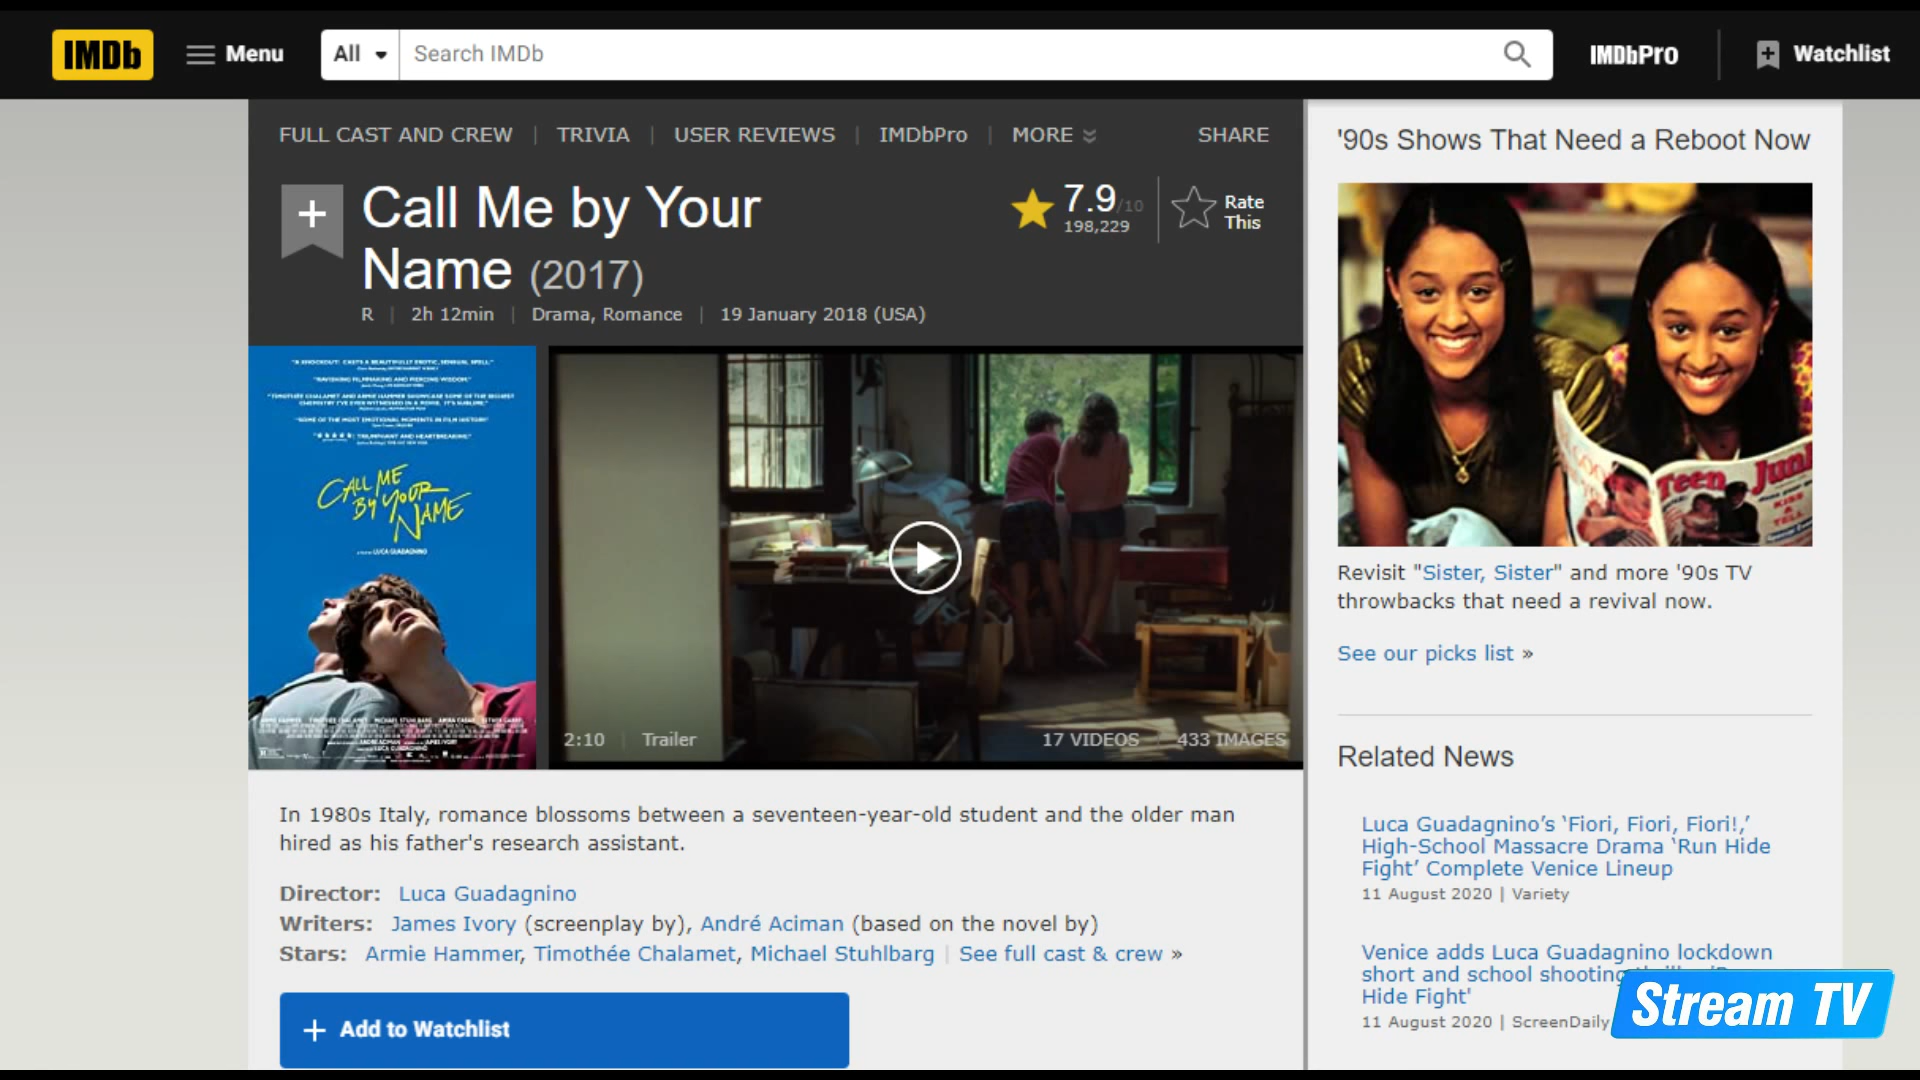 IMDb
Menu
All
Search IMDb
IMDbPro
Watchlist
FULL CAST AND CREW | TRIVIA | USER REVIEWS | IMDbPro | MORE
SHARE
Call Me by Your
Name (2017)
7.9/10
198,229
Rate
This
R | 2h 12min | Drama, Romance | 19 January 2018 (USA)
CALL ME
BY YOUR
NAME
2:10 | Trailer
17 VIDEOS | 433 IMAGES
In 1980s Italy, romance blossoms between a seventeen-year-old student and the older man
hired as his father's research assistant.
Director: Luca Guadagnino
Writers: James Ivory (screenplay by), André Aciman (based on the novel by)
Stars: Armie Hammer, Timothée Chalamet, Michael Stuhlbarg | See full cast & crew »
+ Add to Watchlist
'90s Shows That Need a Reboot Now
Teen
Revisit "Sister, Sister" and more '90s TV
throwbacks that need a revival now.
See our picks list »
Related News
Luca Guadagnino’s ‘Fiori, Fiori, Fiori!,’
High-School Massacre Drama ‘Run Hide
Fight’ Complete Venice Lineup
11 August 2020 | Variety
Venice adds Luca Guadagnino lockdown
short and school shooting
Hide Fight'
11 August 2020 | ScreenDaily
Stream TV